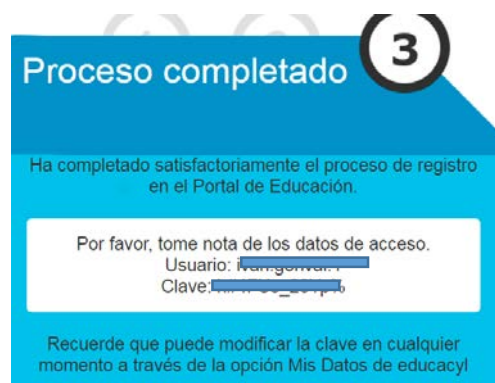 3
Proceso completado
Ha completado satisfactoriamente el proceso de registro
en el Portal de Educación.
Por favor, tome nota de los datos de acceso.
Usuario:
Clave:
Recuerde que puede modificar la clave en cualquier
momento a través de la opción Mis Datos de educacyl